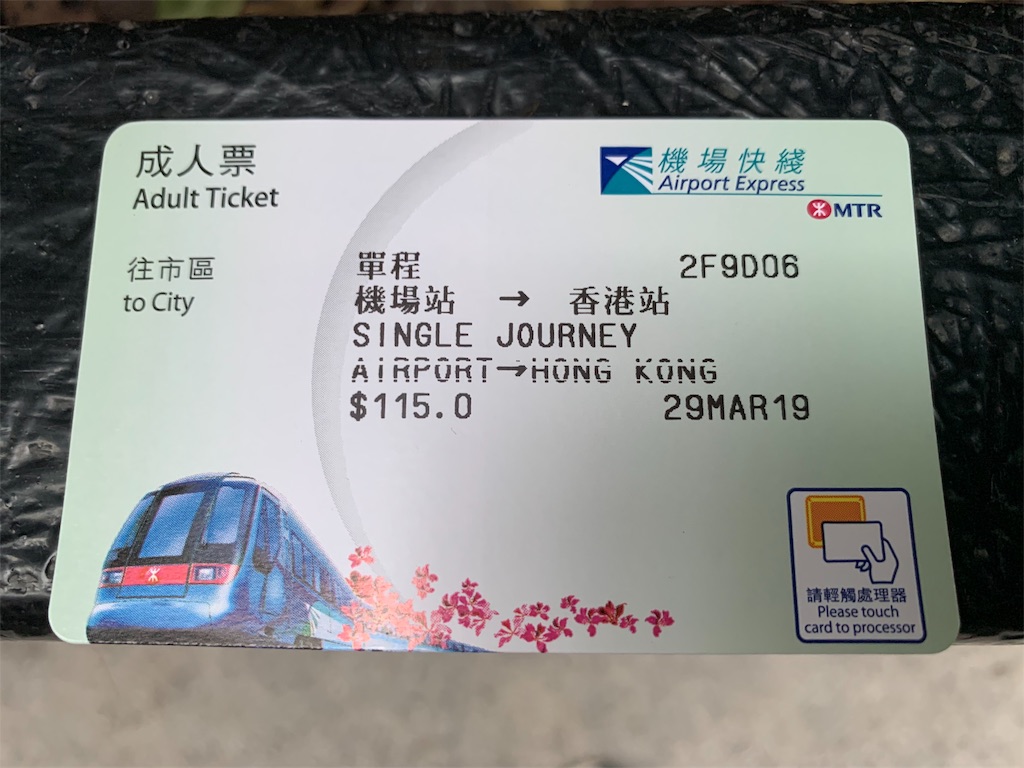 成人票
Adult Ticket
機場快綫
Airport Express
MTR
往市區
to City
單程 2F9D06
機場站 → 香港站
SINGLE JOURNEY
AIRPORT→HONG KONG
$115.0 29MAR19
請輕觸處理器
Please touch
card to processor